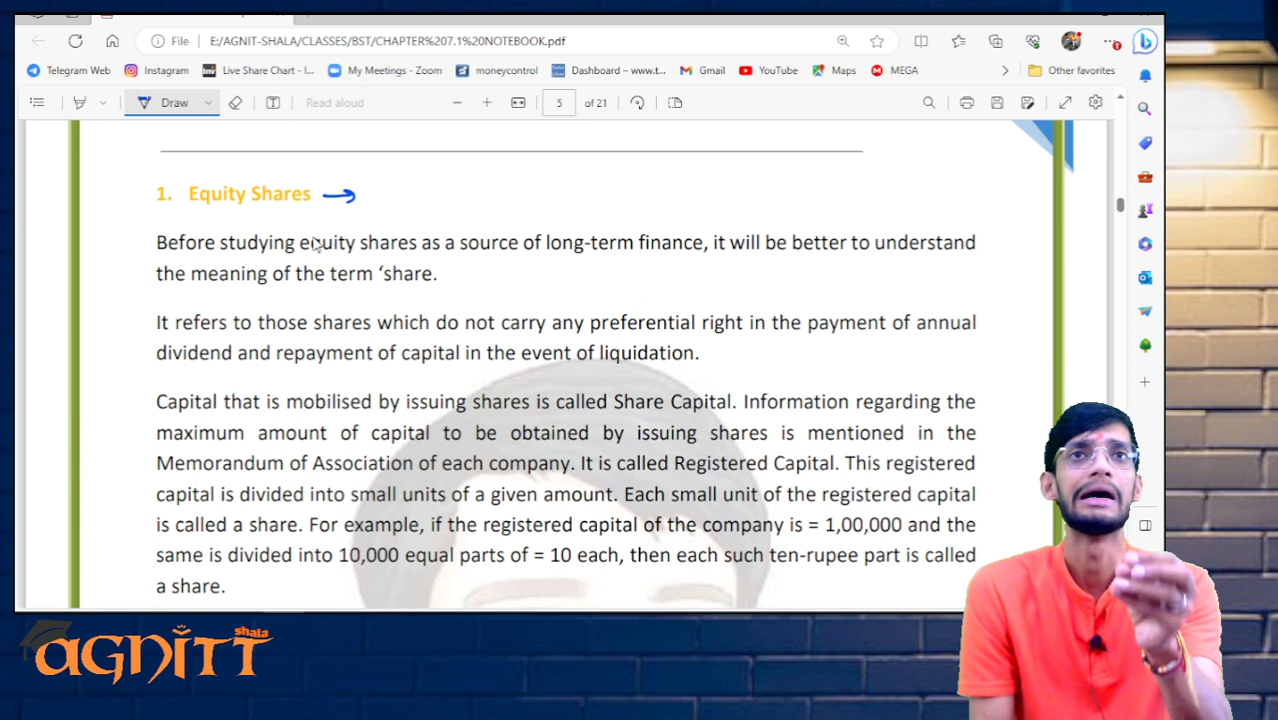 File E:/AGNIT-SHALA/CLASSES/BST/CHAPTER%207.1%20NOTEBOOK.pdf
Telegram Web Instagram Inv Live Share Chart - I... My Meetings - Zoom moneycontrol Dashboard – www.t... Gmail YouTube Maps MEGA Other favorites
Draw Read aloud 5 of 21
1. Equity Shares
Before studying equity shares as a source of long-term finance, it will be better to understand
the meaning of the term ‘share.
It refers to those shares which do not carry any preferential right in the payment of annual
dividend and repayment of capital in the event of liquidation.
Capital that is mobilised by issuing shares is called Share Capital. Information regarding the
maximum amount of capital to be obtained by issuing shares is mentioned in the
Memorandum of Association of each company. It is called Registered Capital. This registered
capital is divided into small units of a given amount. Each small unit of the registered capital
is called a share. For example, if the registered capital of the company is = 1,00,000 and the
same is divided into 10,000 equal parts of = 10 each, then each such ten-rupee part is called
a share.
aGNiTT shala